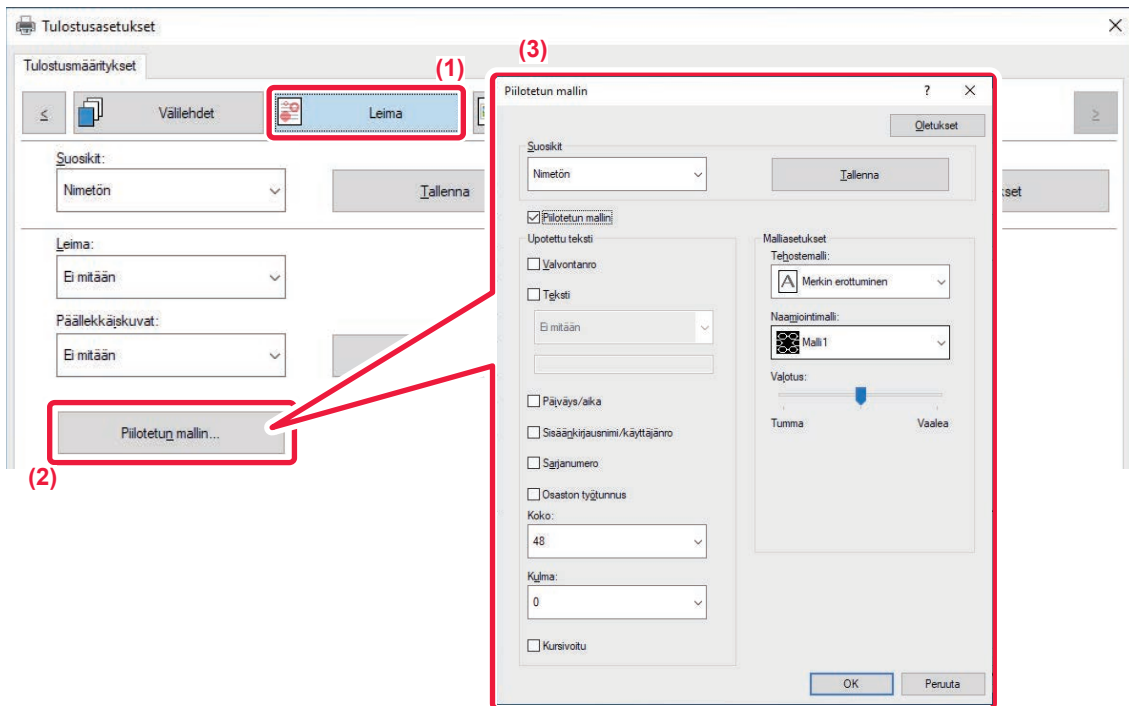 Tulostusasetukset
Tulostusmääritykset
(1)
(3)
≤
Välilehdet
Leima
≥
Suosikit:
Nimetön
Tallenna
set
Leima:
Ei mitään
Päällekkäiskuvat:
Ei mitään
Piilotetun mallin...
(2)
Piilotetun mallin
?
Oletukset
Suosikit
Nimetön
Tallenna
Piilotetun mallin
Upotettu teksti
Valvontanro
Teksti
Ei mitään
Päiväys/aika
Sisäänkirjausnimi/käyttäjänro
Sarjanumero
Osaston työtunnus
Koko:
48
Kulma:
0
Kursivoitu
Malliasetukset
Tehostemalli:
A Merkin erottuminen
Naamiointimalli:
Malli1
Valotus:
Tumma Vaalea
OK Peruuta